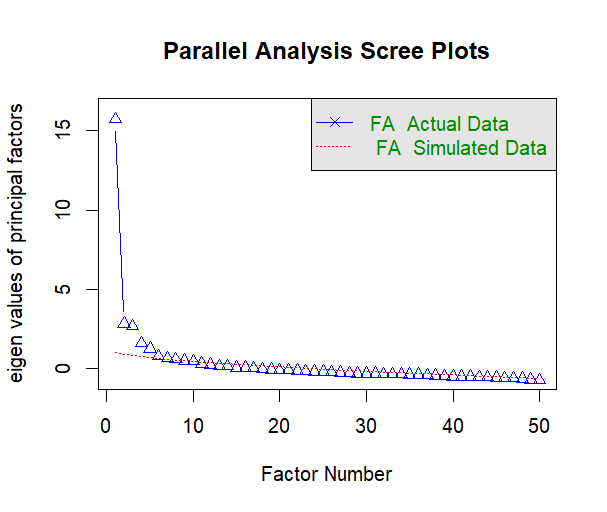 Parallel Analysis Scree Plots
FA Actual Data
FA Simulated Data
eigen values of principal factors
15
10
5
0
0 10 20 30 40 50
Factor Number